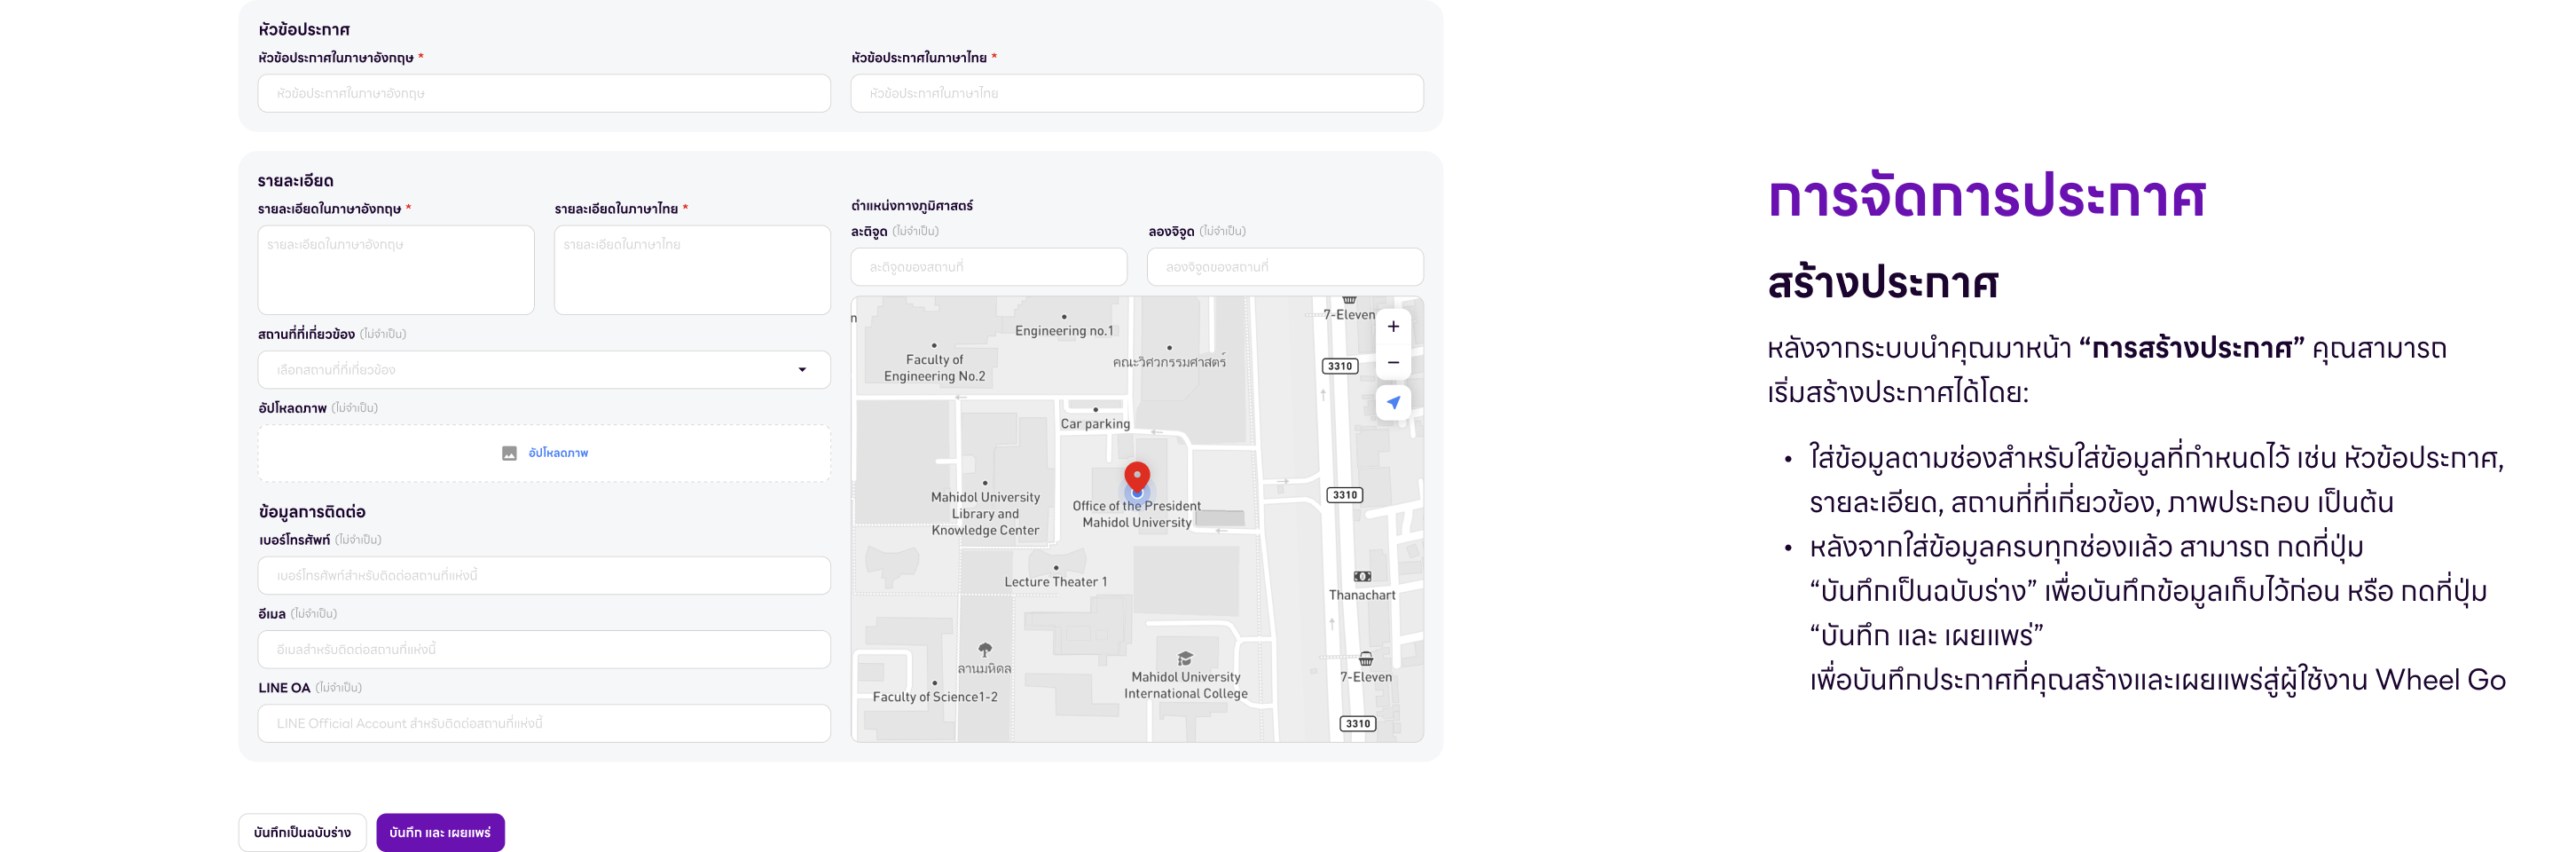 หัวข้อประกาศ
หัวข้อประกาศในภาษาอังกฤษ *
หัวข้อประกาศในภาษาไทย *
หัวข้อประกาศในภาษาอังกฤษ
หัวข้อประกาศในภาษาไทย
รายละเอียด
รายละเอียดในภาษาอังกฤษ *
รายละเอียดในภาษาไทย *
รายละเอียดในภาษาอังกฤษ
รายละเอียดในภาษาไทย
สถานที่ที่เกี่ยวข้อง (ไม่จำเป็น)
เลือกสถานที่ที่เกี่ยวข้อง
อัปโหลดภาพ (ไม่จำเป็น)
อัปโหลดภาพ
ข้อมูลการติดต่อ
เบอร์โทรศัพท์ (ไม่จำเป็น)
เบอร์โทรศัพท์สำหรับติดต่อสถานที่แห่งนี้
อีเมล (ไม่จำเป็น)
อีเมลสำหรับติดต่อสถานที่แห่งนี้
LINE OA (ไม่จำเป็น)
LINE Official Account สำหรับติดต่อสถานที่แห่งนี้
ตำแหน่งทางภูมิศาสตร์
ละติจูด (ไม่จำเป็น)
ลองจิจูด (ไม่จำเป็น)
ละติจูดของสถานที่
ลองจิจูดของสถานที่
n
Engineering no.1
7-Eleven
+
−
Faculty of
Engineering No.2
คณะวิศวกรรมศาสตร์
3310
Car parking
Mahidol University
Library and
Knowledge Center
Office of the President
Mahidol University
3310
Lecture Theater 1
Thanachart
ลานมหิดล
Faculty of Science1-2
Mahidol University
International College
7-Eleven
3310
บันทึกเป็นฉบับร่าง
บันทึก และ เผยแพร่
การจัดการประกาศ
สร้างประกาศ
หลังจากระบบนำคุณมาหน้า “การสร้างประกาศ” คุณสามารถ
เริ่มสร้างประกาศได้โดย:
• ใส่ข้อมูลตามช่องสำหรับใส่ข้อมูลที่กำหนดไว้ เช่น หัวข้อประกาศ,
รายละเอียด, สถานที่ที่เกี่ยวข้อง, ภาพประกอบ เป็นต้น
• หลังจากใส่ข้อมูลครบทุกช่องแล้ว สามารถ กดที่ปุ่ม
“บันทึกเป็นฉบับร่าง” เพื่อบันทึกข้อมูลเก็บไว้ก่อน หรือ กดที่ปุ่ม
“บันทึก และ เผยแพร่”
เพื่อบันทึกประกาศที่คุณสร้างและเผยแพร่สู่ผู้ใช้งาน Wheel Go